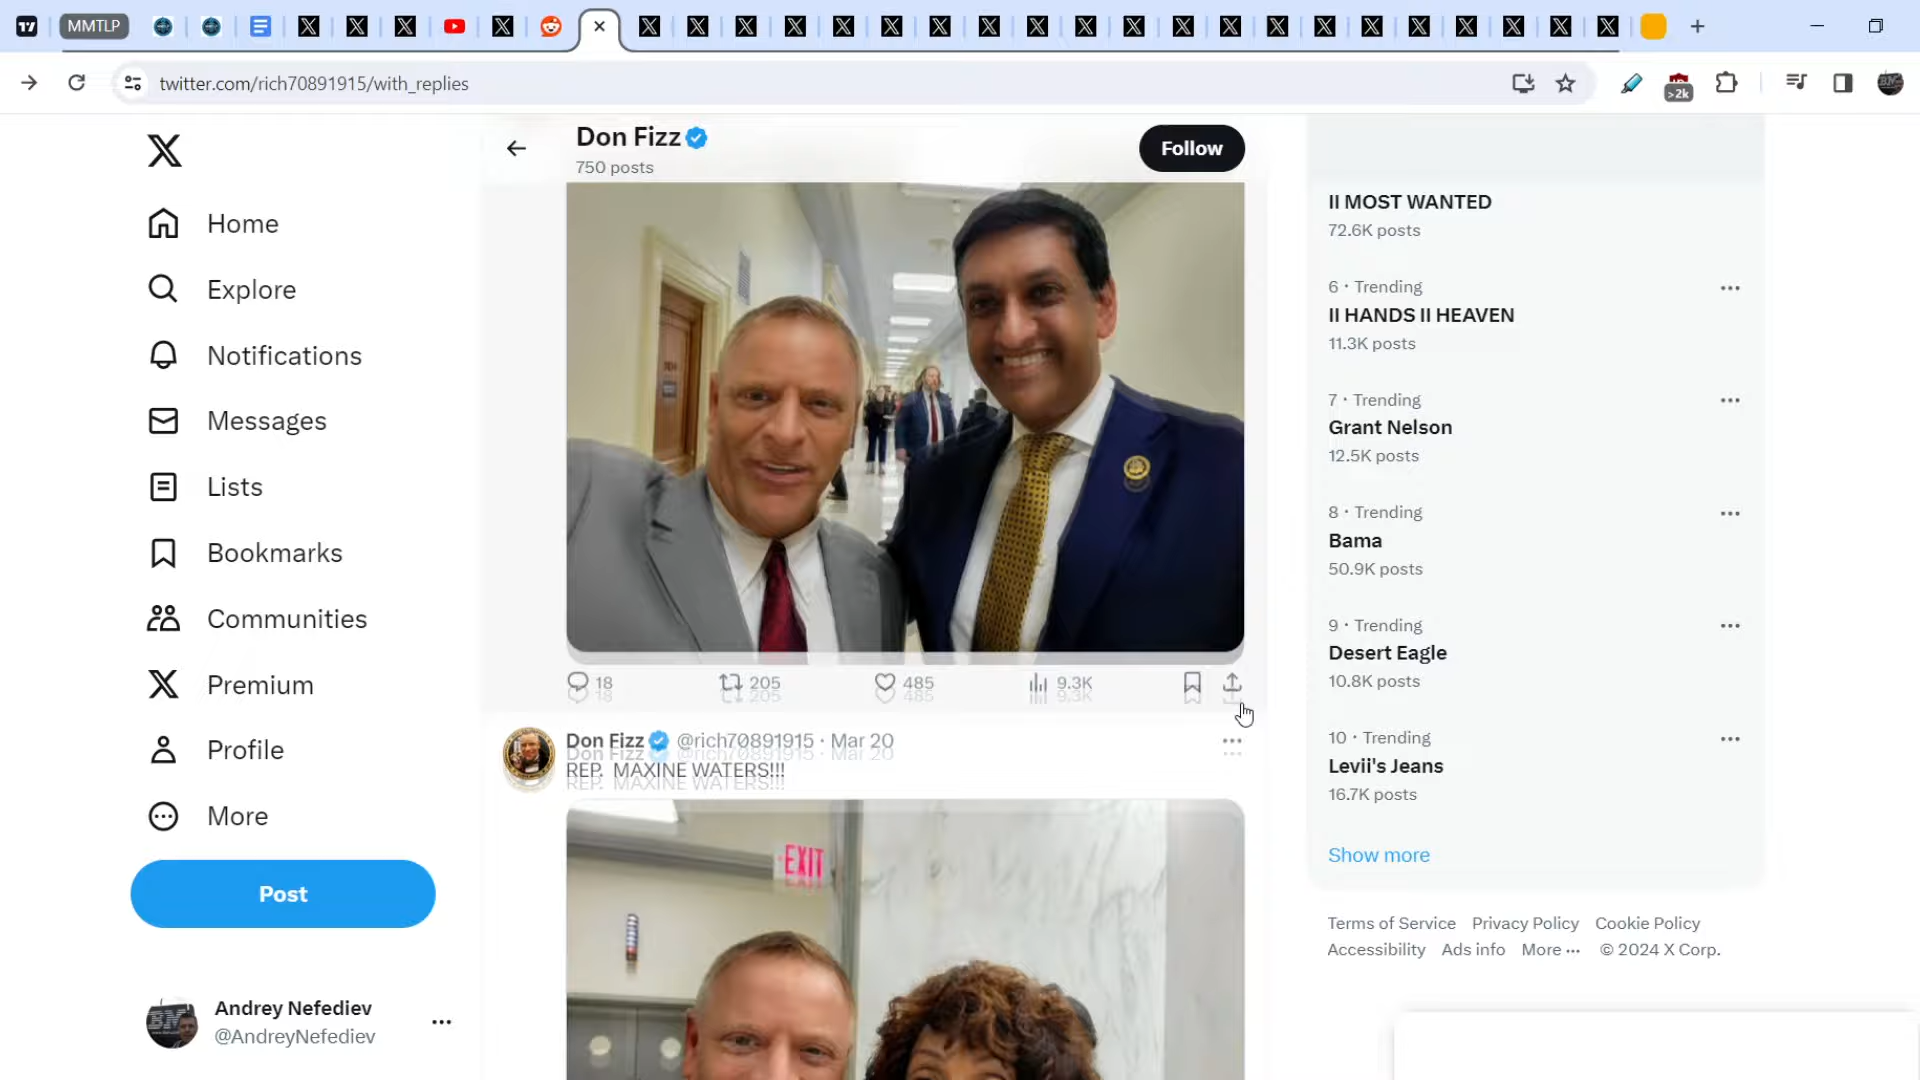 MMTLP
twitter.com/rich70891915/with_replies
>2k
Don Fizz
750 posts
Follow
Home
Explore
Notifications
Messages
Lists
Bookmarks
Communities
Premium
Profile
More
Post
Andrey Nefediev
@AndreyNefediev
18
205
485
9.3K
Don Fizz @rich70891915 · Mar 20
REP. MAXINE WATERS!!!
EXIT
II MOST WANTED
72.6K posts
6 · Trending
II HANDS II HEAVEN
11.3K posts
7 · Trending
Grant Nelson
12.5K posts
8 · Trending
Bama
50.9K posts
9 · Trending
Desert Eagle
10.8K posts
10 · Trending
Levii's Jeans
16.7K posts
Show more
Terms of Service Privacy Policy Cookie Policy
Accessibility Ads info More ··· © 2024 X Corp.